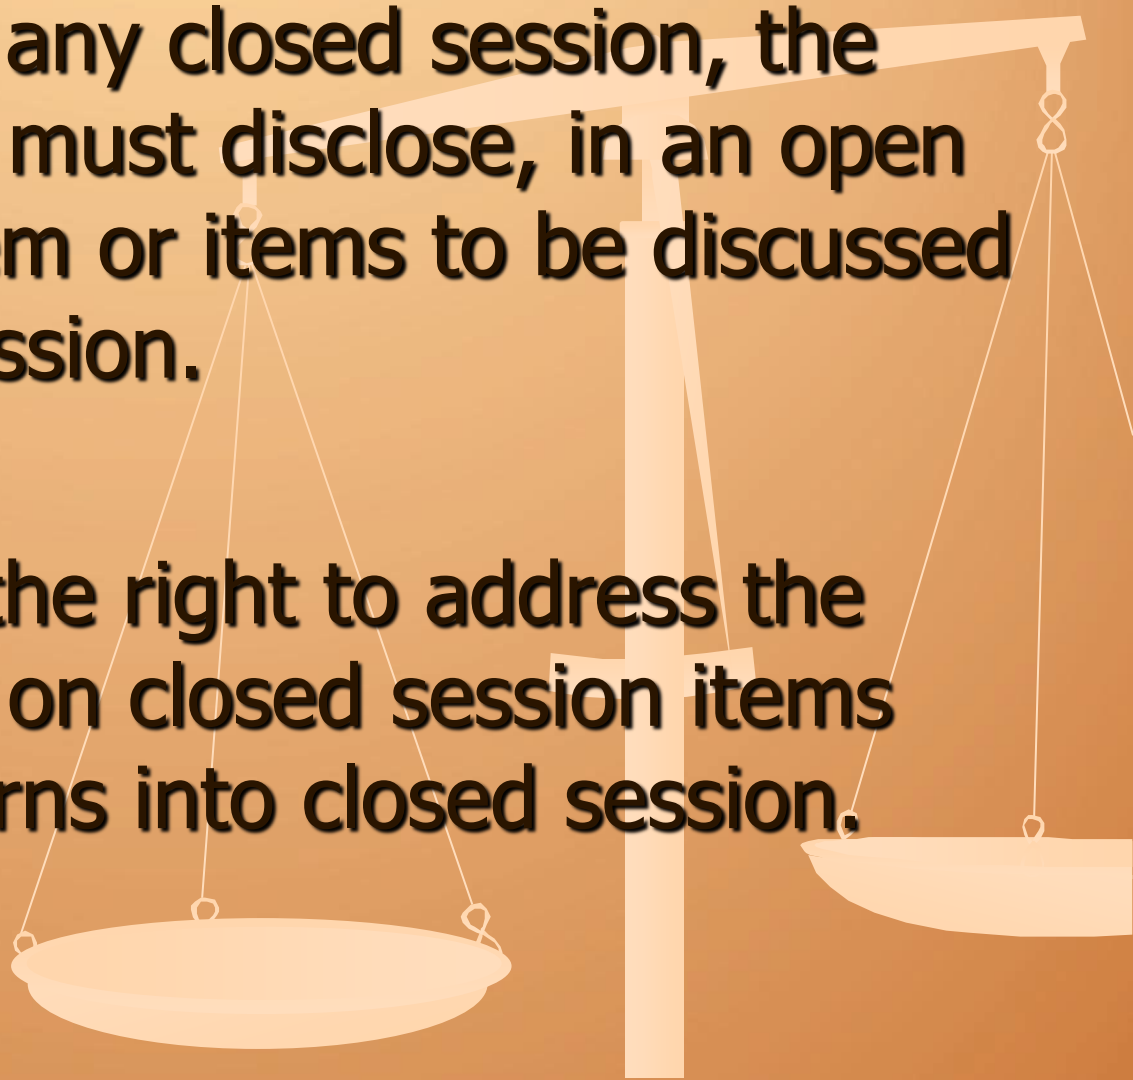 any closed session, the
must disclose, in an open
em or items to be discussed
ssion.
the right to address the
on closed session items
rns into closed session.